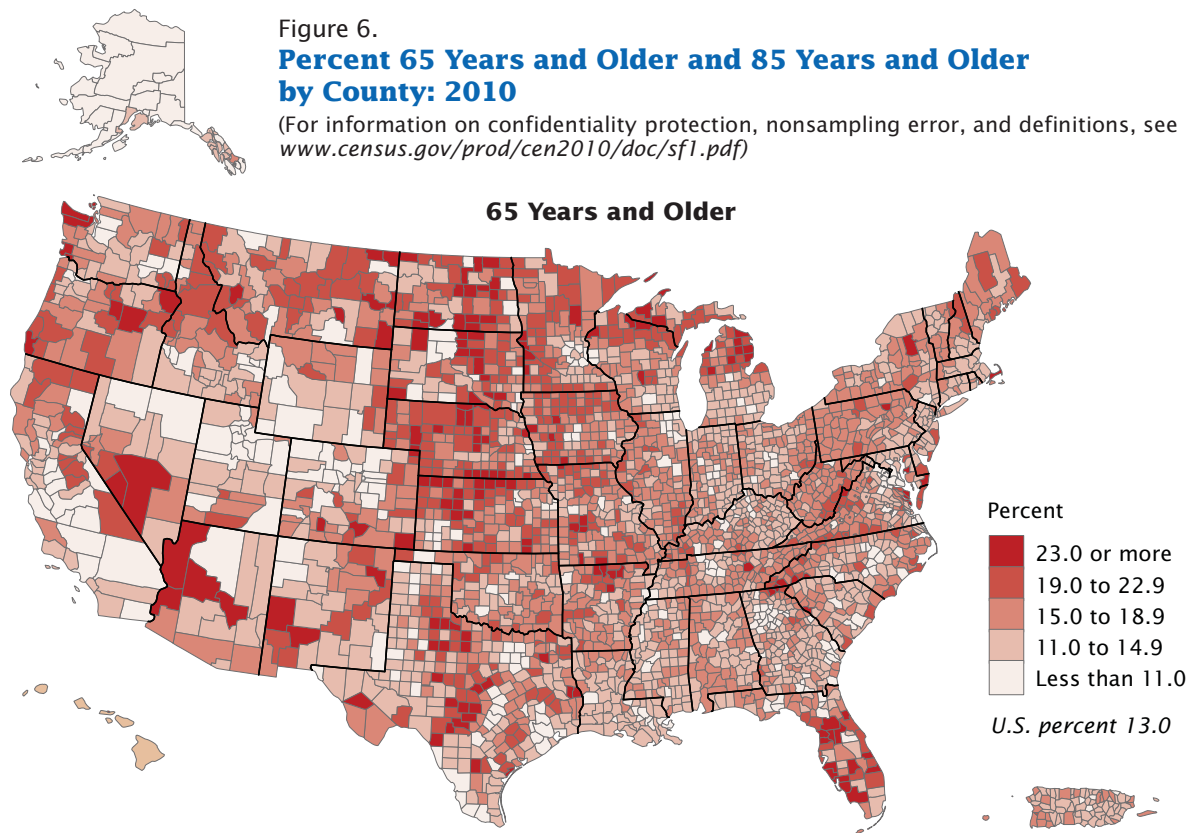 Figure 6.
Percent 65 Years and Older and 85 Years and Older
by County: 2010
(For information on confidentiality protection, nonsampling error, and definitions, see
www.census.gov/prod/cen2010/doc/sf1.pdf)
65 Years and Older
Percent
23.0 or more
19.0 to 22.9
15.0 to 18.9
11.0 to 14.9
Less than 11.0
U.S. percent 13.0